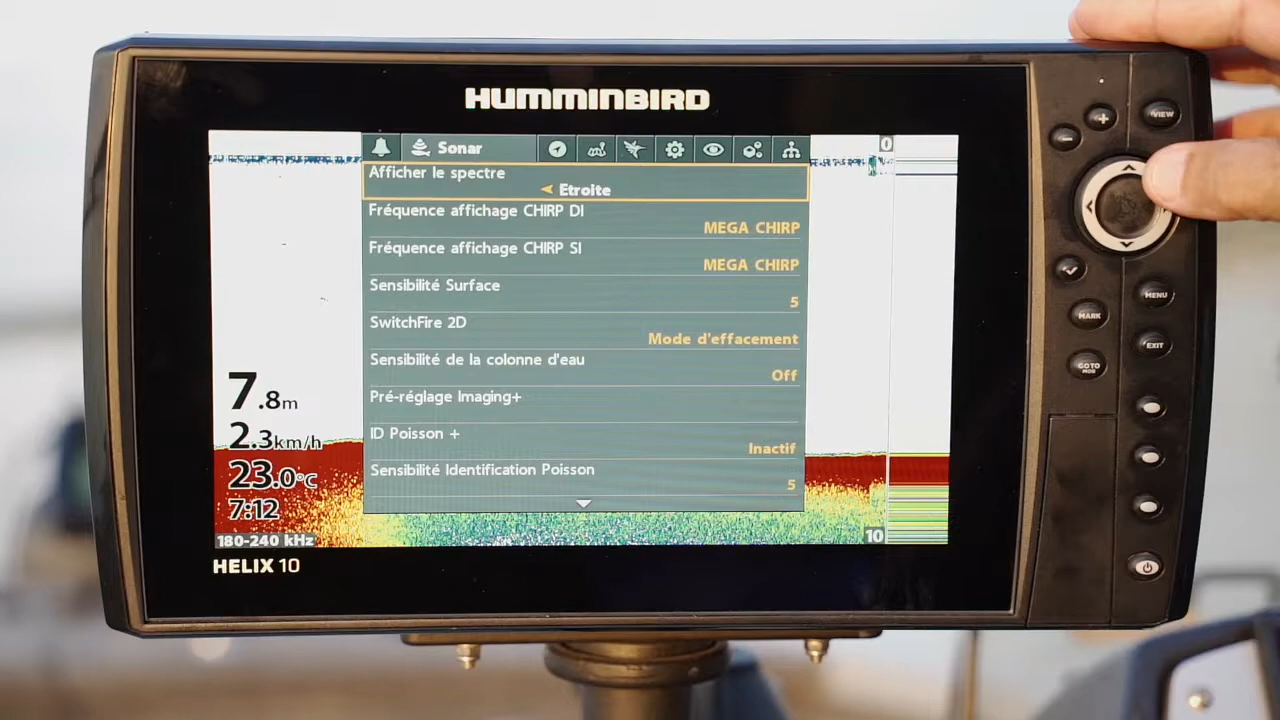 HUMMINBIRD
Sonar
0
Afficher le spectre
Etroite
Fréquence affichage CHIRP DI
MEGA CHIRP
Fréquence affichage CHIRP SI
MEGA CHIRP
Sensibilité Surface
5
SwitchFire 2D
Mode d'effacement
Sensibilité de la colonne d'eau
Off
Pré-réglage Imaging+
ID Poisson +
Inactif
Sensibilité Identification Poisson
5
7.8m
2.3km/h
23.0°c
7:12
180-240 kHz
10
HELIX 10
VIEW
MENU
MARK
EXIT
GOTO
MOB